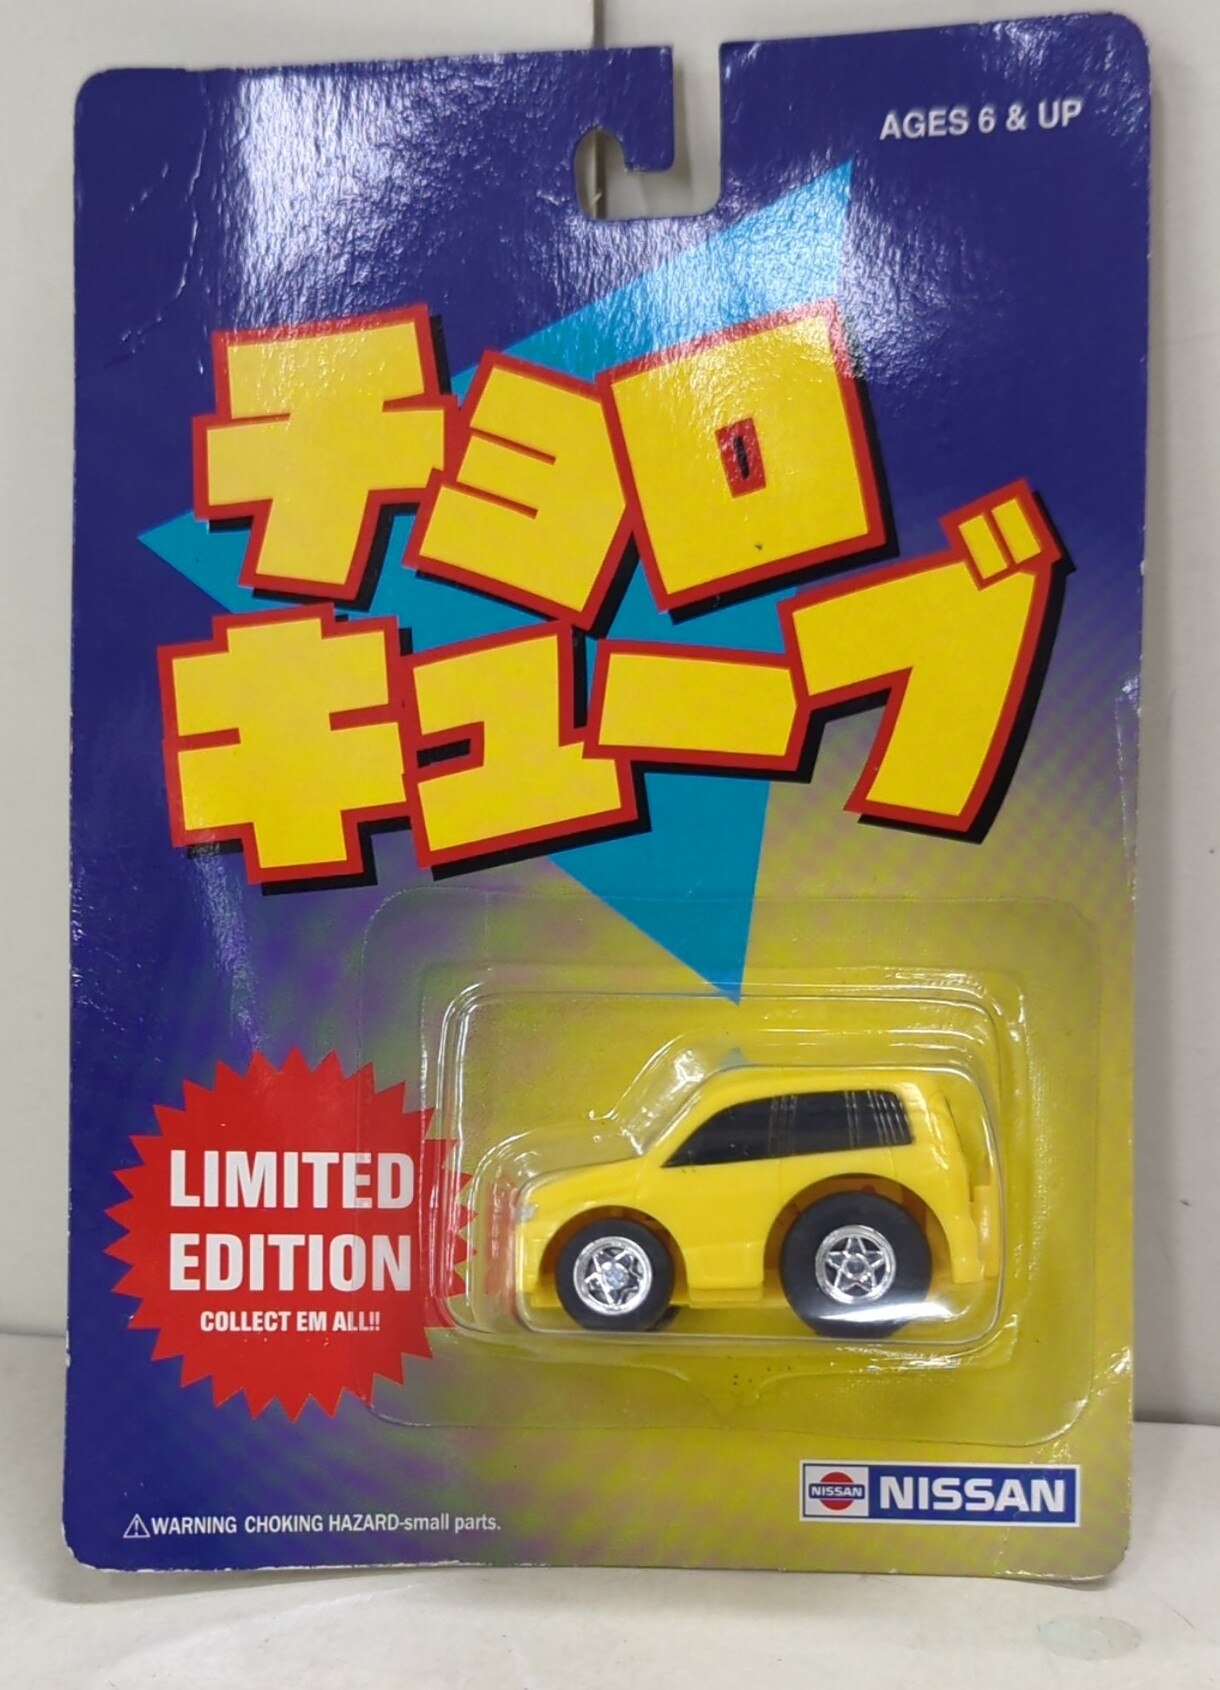 AGES 6 & UP
チョロ
キューブ
LIMITED
EDITION
COLLECT EM ALL!!
NISSAN NISSAN
WARNING CHOKING HAZARD-small parts.